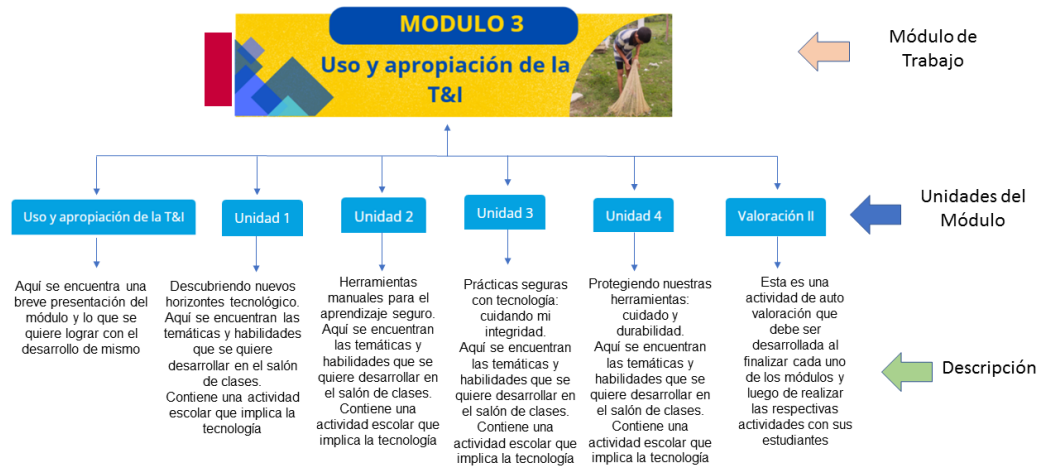 MODULO 3
Uso y apropiación de la
T&I
Módulo de
Trabajo
Uso y apropiación de la T&I
Unidad 1
Unidad 2
Unidad 3
Unidad 4
Valoración II
Unidades del
Módulo
Aquí se encuentra una
breve presentación del
módulo y lo que se
quiere lograr con el
desarrollo de mismo
Descubriendo nuevos
horizontes tecnológico.
Aquí se encuentran las
temáticas y habilidades
que se quiere
desarrollar en el salón
de clases.
Contiene una actividad
escolar que implica la
tecnología
Herramientas
manuales para el
aprendizaje seguro.
Aquí se encuentran
las temáticas y
habilidades que se
quiere desarrollar en
el salón de clases.
Contiene una
actividad escolar que
implica la tecnología
Prácticas seguras
con tecnología:
cuidando mi
integridad.
Aquí se encuentran
las temáticas y
habilidades que se
quiere desarrollar en
el salón de clases.
Contiene una
actividad escolar que
implica la tecnología
Protegiendo nuestras
herramientas:
cuidado y
durabilidad.
Aquí se encuentran
las temáticas y
habilidades que se
quiere desarrollar en
el salón de clases.
Contiene una
actividad escolar que
implica la tecnología
Esta es una
actividad de auto
valoración que
debe ser
desarrollada al
finalizar cada uno
de los módulos y
luego de realizar
las respectivas
actividades con sus
estudiantes
Descripción